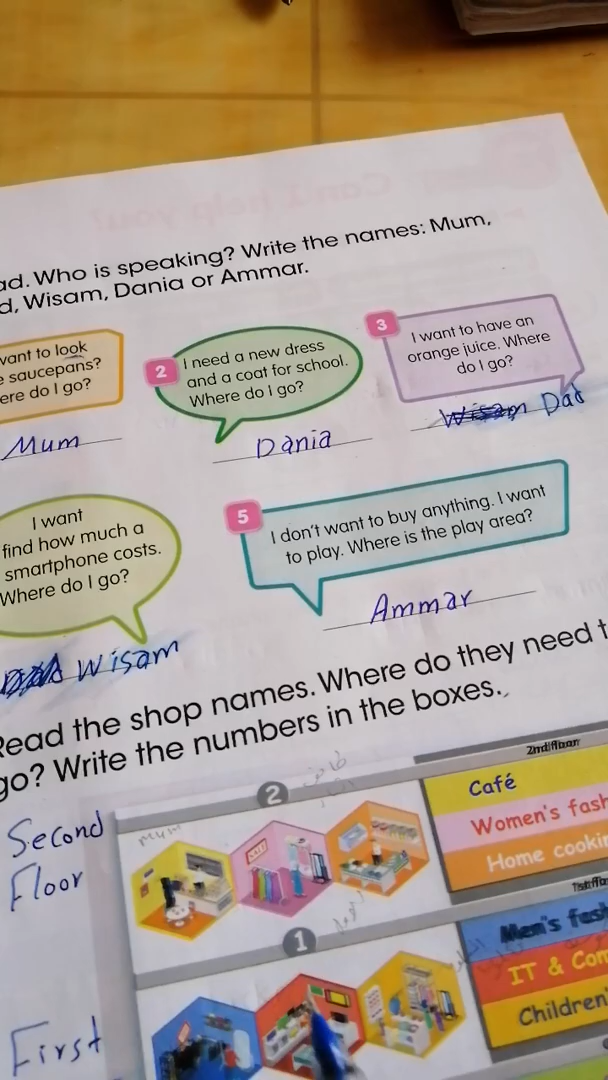 ad. Who is speaking? Write the names: Mum,
d, Wisam, Dania or Ammar.
want to look
e saucepans?
ere do I go?
Mum
2
I need a new dress
and a coat for school.
Where do I go?
Dania
3
I want to have an
orange juice. Where
do I go?
Wisam Dad
I want
find how much a
smartphone costs.
Where do I go?
Wisam
5
I don't want to buy anything. I want
to play. Where is the play area?
Ammar
Read the shop names. Where do they need t
go? Write the numbers in the boxes.
Second
Floor
2
mum
2nd floor
Café
Women's fash
Home cookin
1
First
Men's fash
IT & Com
Children'